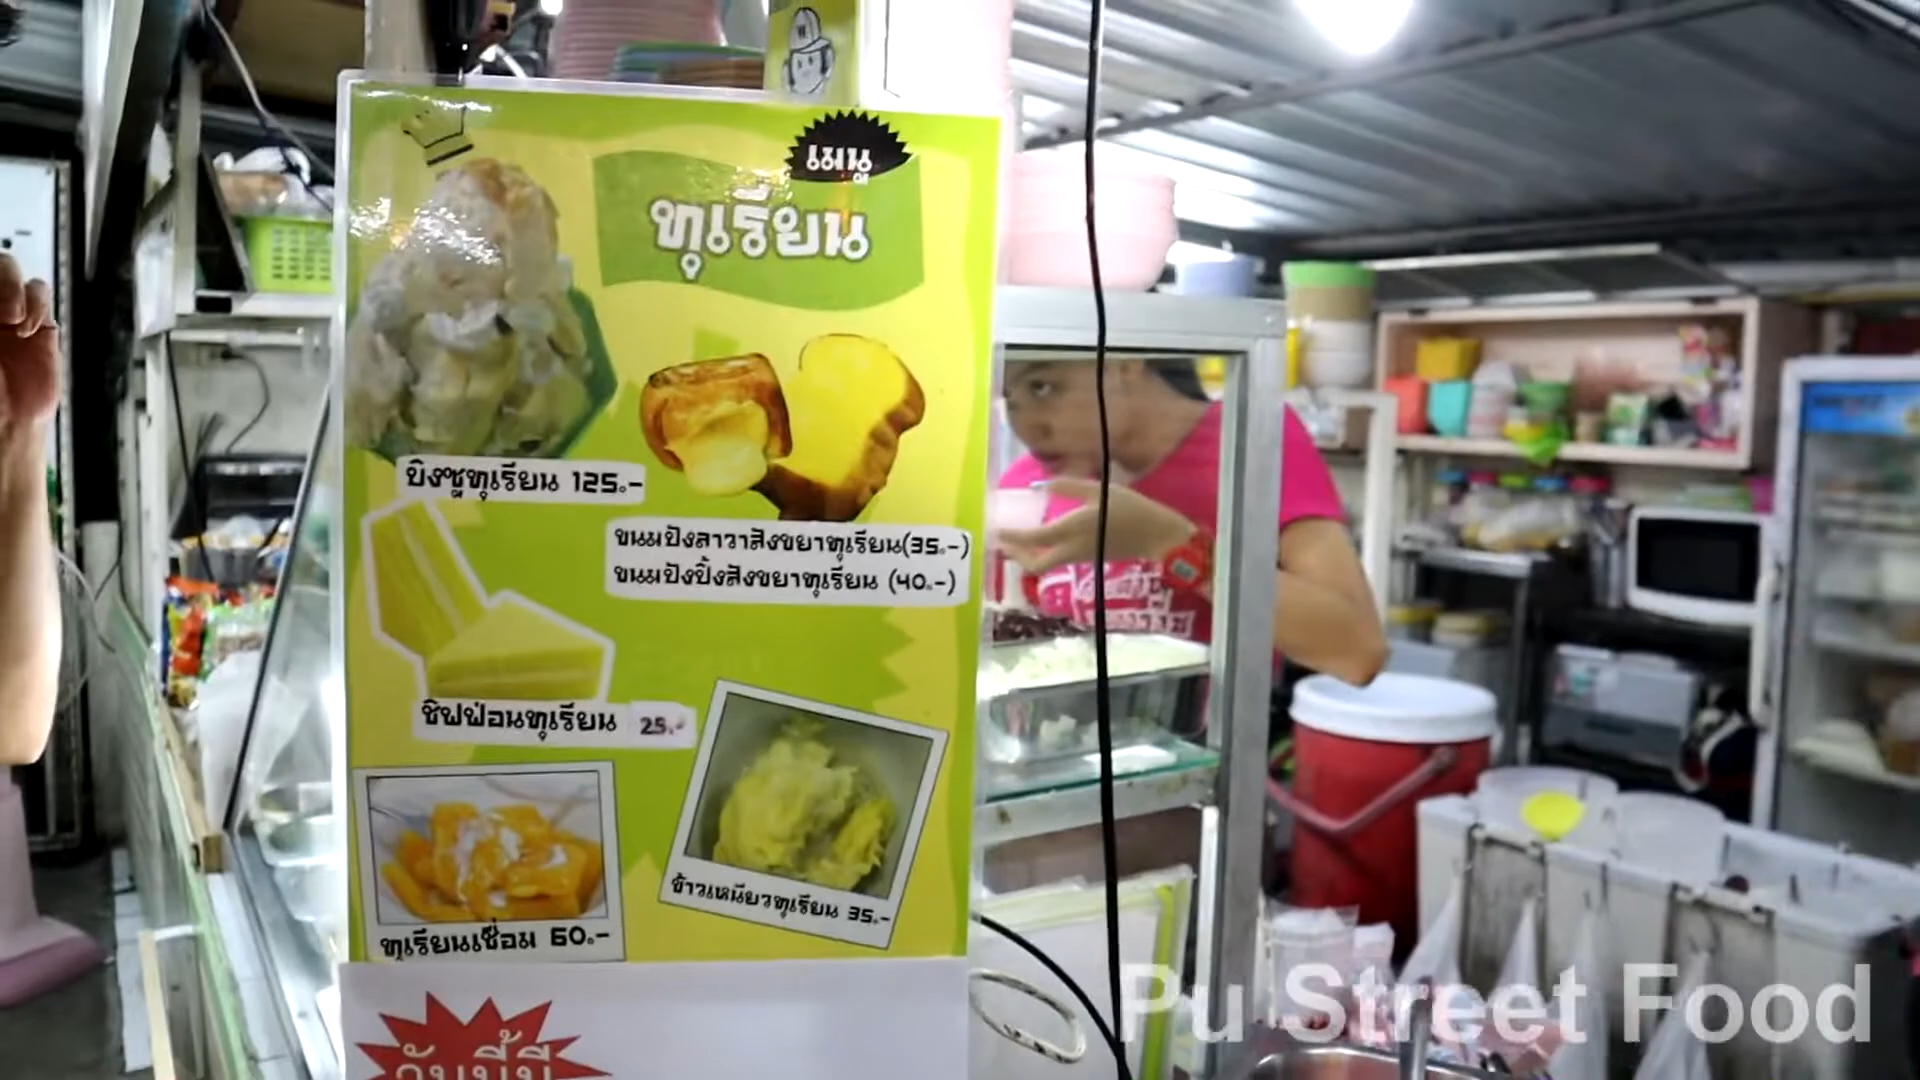 เมนู
ทุเรียน
บิงซูทุเรียน 125.-
ขนมปังลาวาสังขยาทุเรียน(35.-)
ขนมปังปิ้งสังขยาทุเรียน (40.-)
ชิฟฟ่อนทุเรียน 25.-
ข้าวเหนียวทุเรียน 35.-
ทุเรียนเชื่อม 60.-
วันนี้มี
Pu Street Food